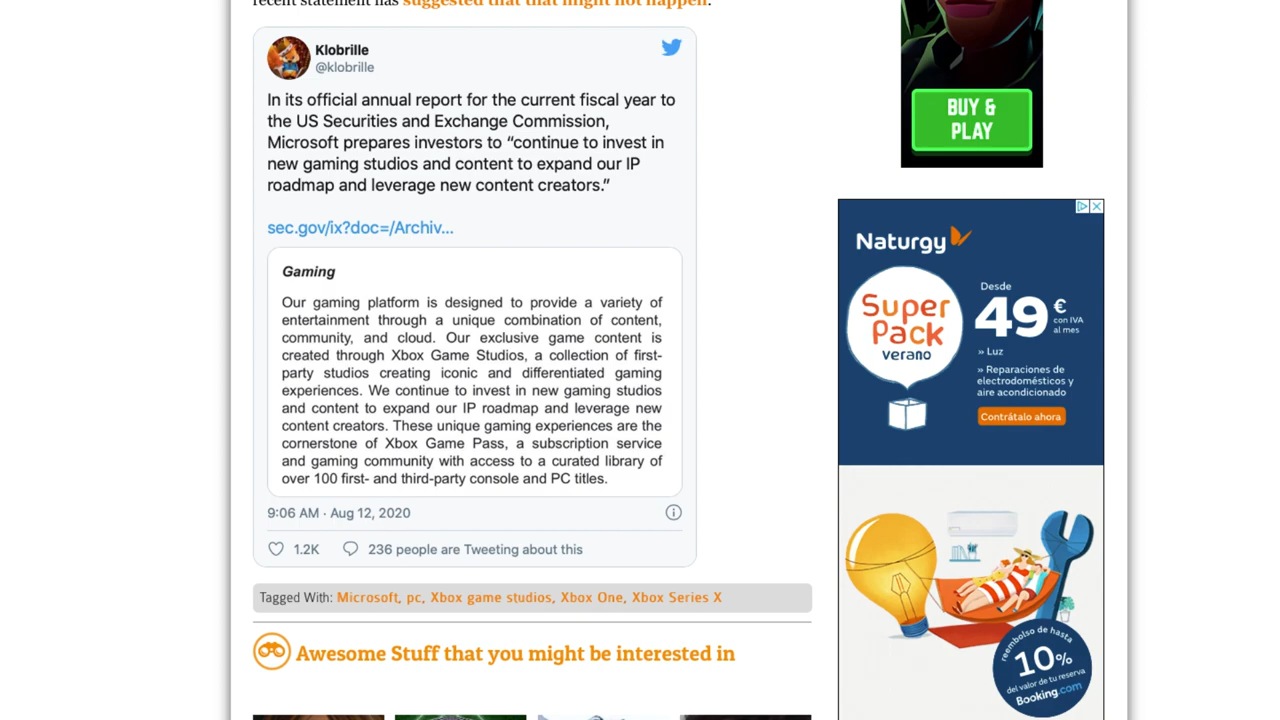 recent statement has suggested that that might not happen.
Klobrille
@klobrille
In its official annual report for the current fiscal year to
the US Securities and Exchange Commission,
Microsoft prepares investors to “continue to invest in
new gaming studios and content to expand our IP
roadmap and leverage new content creators.”
sec.gov/ix?doc=/Archiv...
Gaming
Our gaming platform is designed to provide a variety of
entertainment through a unique combination of content,
community, and cloud. Our exclusive game content is
created through Xbox Game Studios, a collection of first-
party studios creating iconic and differentiated gaming
experiences. We continue to invest in new gaming studios
and content to expand our IP roadmap and leverage new
content creators. These unique gaming experiences are the
cornerstone of Xbox Game Pass, a subscription service
and gaming community with access to a curated library of
over 100 first- and third-party console and PC titles.
9:06 AM · Aug 12, 2020
1.2K
236 people are Tweeting about this
Tagged With: Microsoft, pc, Xbox game studios, Xbox One, Xbox Series X
Awesome Stuff that you might be interested in
BUY &
PLAY
Naturgy
Super
Pack
verano
Desde
49 €
con IVA
al mes
» Luz
» Reparaciones de
electrodomésticos y
aire acondicionado
Contrátalo ahora
reembolso de hasta
10%
del valor de tu reserva
Booking.com